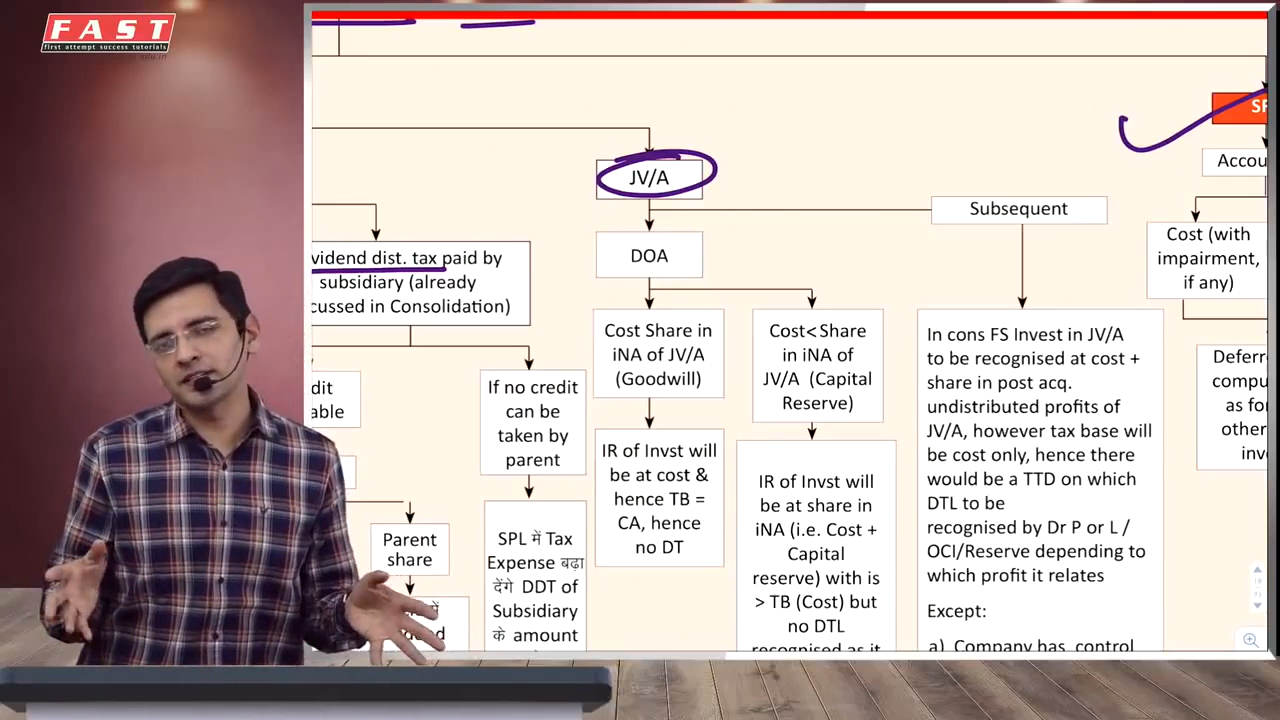 FAST
first attempt success tutorials
SF
JV/A
Accou
Subsequent
DOA
Cost (with
impairment,
if any)
vidend dist. tax paid by
subsidiary (already
cussed in Consolidation)
Cost Share in
iNA of JV/A
(Goodwill)
Cost< Share
in iNA of
JV/A (Capital
Reserve)
In cons FS Invest in JV/A
to be recognised at cost +
share in post acq.
undistributed profits of
JV/A, however tax base will
be cost only, hence there
would be a TTD on which
DTL to be
recognised by Dr P or L /
OCI/Reserve depending to
which profit it relates
Except:
a) Company has control
Deferr
compu
as fo
other
inv
dit
able
If no credit
can be
taken by
parent
IR of Invst will
be at cost &
hence TB =
CA, hence
no DT
IR of Invst will
be at share in
iNA (i.e. Cost +
Capital
reserve) with is
> TB (Cost) but
no DTL
recognised as it
Parent
share
SPL में Tax
Expense बढ़ा
देंगे DDT of
Subsidiary
के amount